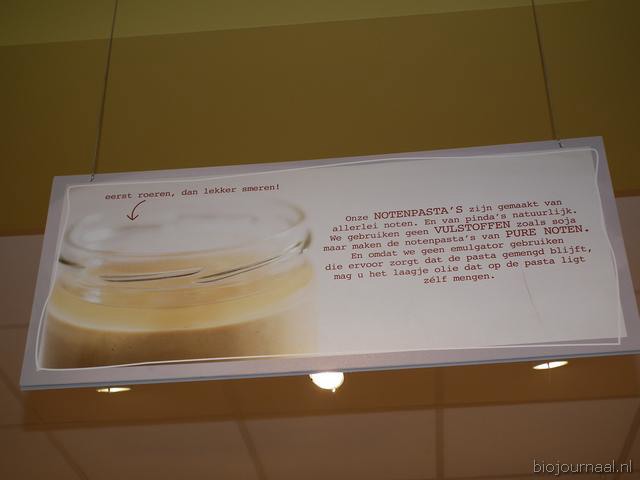 eerst roeren, dan lekker smeren!
Onze NOTENPASTA'S zijn gemaakt van
allerlei noten. En van pinda's natuurlijk.
We gebruiken geen VULSTOFFEN zoals soja
maar maken de notenpasta's van PURE NOTEN.
En omdat we geen emulgator gebruiken
die ervoor zorgt dat de pasta gemengd blijft,
mag u het laagje olie dat op de pasta ligt
zélf mengen.
biojournaal.nl